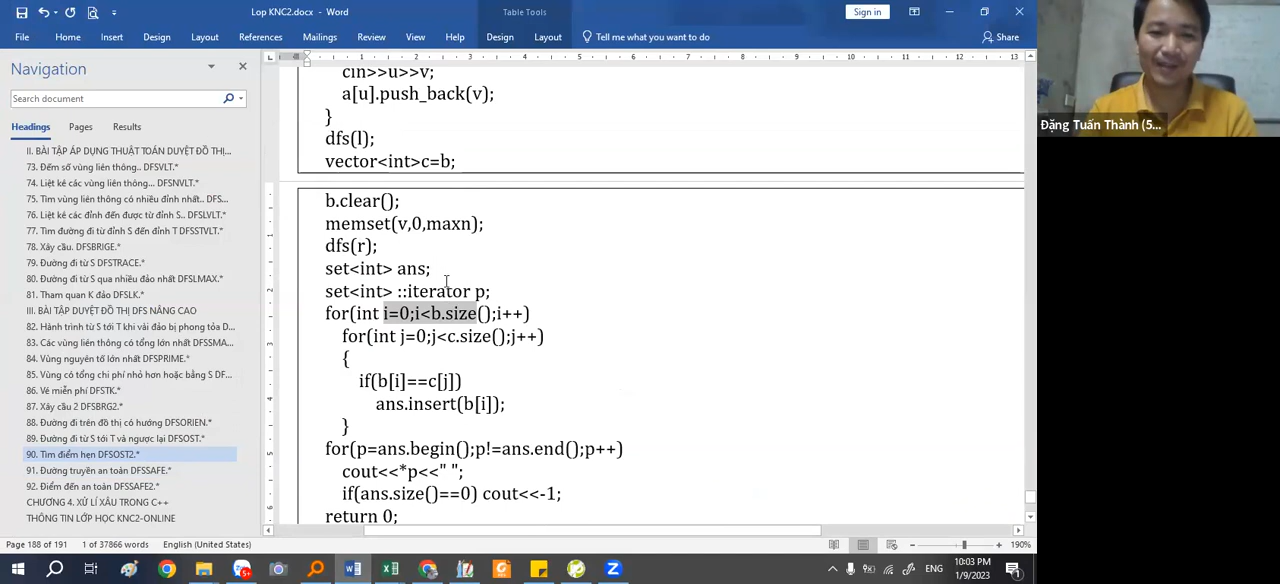 Lop KNC2.docx - Word
Table Tools
Sign in
File
Home
Insert
Design
Layout
References
Mailings
Review
View
Help
Design
Layout
Tell me what you want to do
Share
Navigation
Search document
Headings
Pages
Results
II. BÀI TẬP ÁP DỤNG THUẬT TOÁN DUYỆT ĐỒ THỊ...
73. Đếm số vùng liên thông.. DFSVLT.*
74. Liệt kê các vùng liên thông... DFSNVLT.*
75. Tìm vùng liên thông có nhiều đỉnh nhất.. DFS...
76. Liệt kê các đỉnh đến được từ đỉnh S.. DFSLVLT.*
77. Tìm đường đi từ đỉnh S đến đỉnh T DFSSTVLT.*
78. Xây cầu. DFSBRIGE.*
79. Đường đi từ S DFSTRACE.*
80. Đường đi từ S qua nhiều đảo nhất DFSLMAX.*
81. Tham quan K đảo DFSLK.*
III. BÀI TẬP DUYỆT ĐỒ THỊ DFS NÂNG CAO
82. Hành trình từ S tới T khi vài đảo bị phong tỏa D...
83. Các vùng liên thông có tổng lớn nhất DFSSMA...
84. Vùng nguyên tố lớn nhất DFSPRIME.*
85. Vùng có tổng chi phí nhỏ hơn hoặc bằng S DF...
86. Vé miễn phí DFSTK.*
87. Xây cầu 2 DFSBRG2.*
88. Đường đi trên đồ thị có hướng DFSORIEN.*
89. Đường đi từ S tới T và ngược lại DFSOST.*
90. Tìm điểm hẹn DFSOST2.*
91. Đường truyền an toàn DFSSAFE.*
92. Điểm đến an toàn DFSSAFE2.*
CHƯƠNG 4. XỬ LÍ XÂU TRONG C++
THÔNG TIN LỚP HỌC KNC2-ONLINE
1 2 3 4 5 6 7 8 9 10 11 12 13
cin>>u>>v;
a[u].push_back(v);
}
dfs(l);
vector<int>c=b;
b.clear();
memset(v,0,maxn);
dfs(r);
set<int> ans;
set<int> ::iterator p;
for(int i=0;i<b.size();i++)
for(int j=0;j<c.size();j++)
{
if(b[i]==c[j])
ans.insert(b[i]);
}
for(p=ans.begin();p!=ans.end();p++)
cout<<*p<<" ";
if(ans.size()==0) cout<<-1;
return 0;
Đặng Tuấn Thành (5...
Page 188 of 191
1 of 37866 words
English (United States)
190%
ENG
10:03 PM
1/9/2023